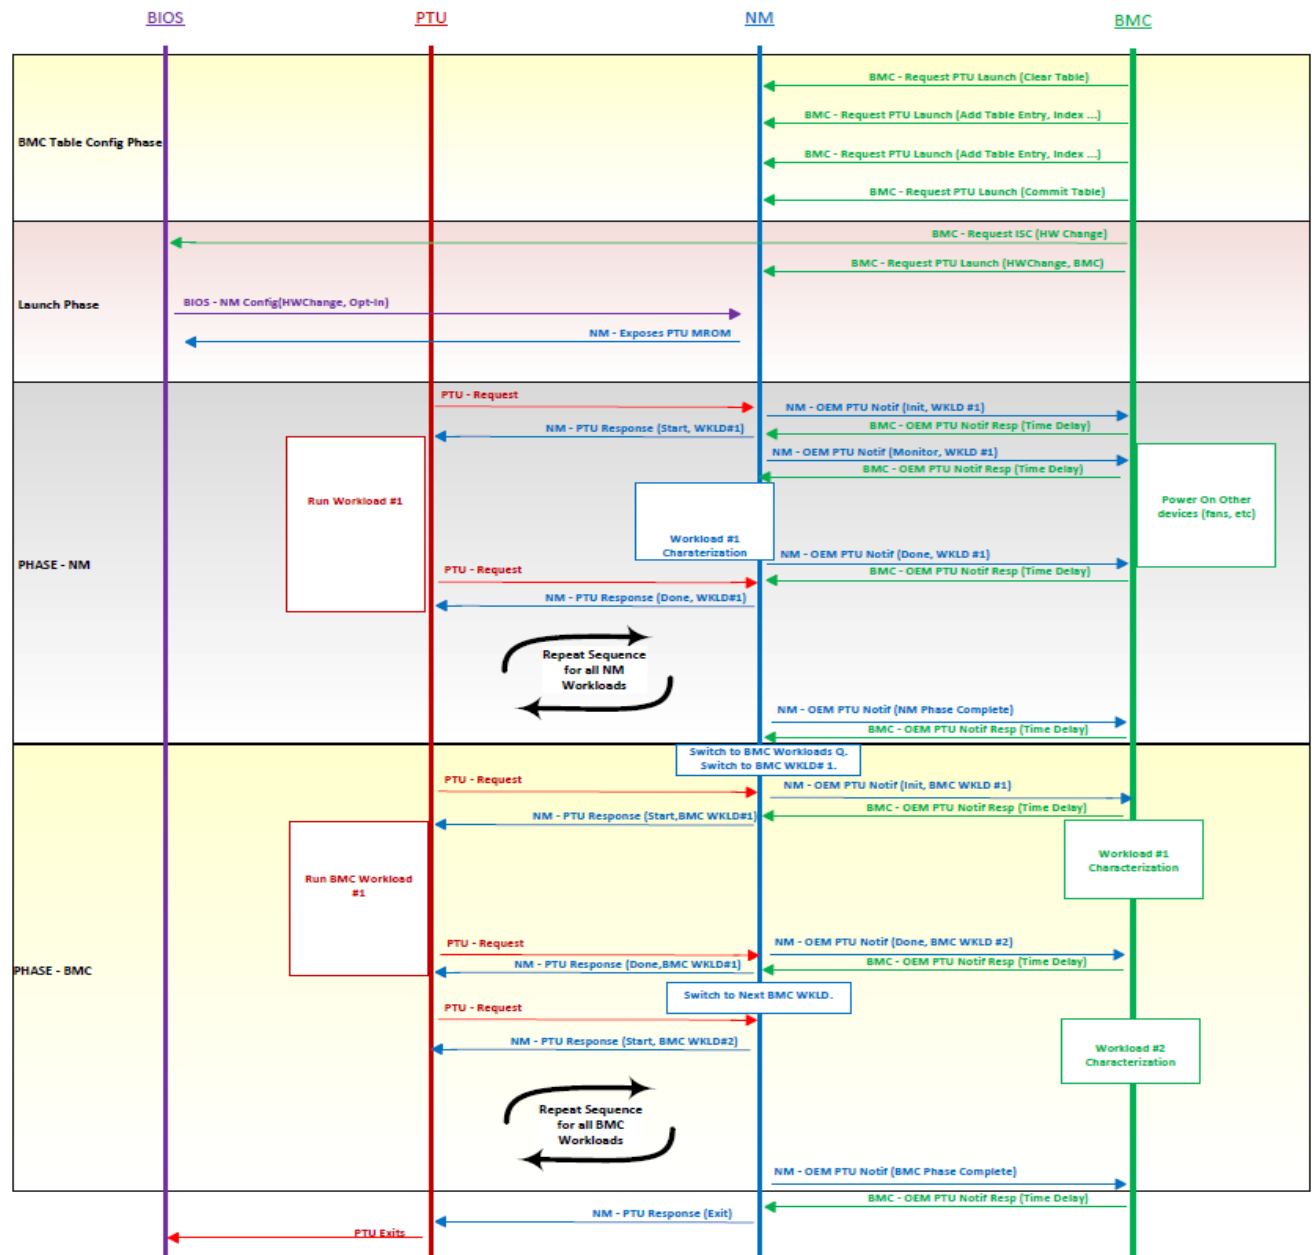 BIOS
PTU
NM
BMC
BMC Table Config Phase
BMC - Request PTU Launch (Clear Table)
BMC - Request PTU Launch (Add Table Entry, Index ...)
BMC - Request PTU Launch (Add Table Entry, Index ...)
BMC - Request PTU Launch (Commit Table)
Launch Phase
BMC - Request ISC (HW Change)
BMC - Request PTU Launch (HWChange, BMC)
BIOS - NM Config(HWChange, Opt-In)
NM - Exposes PTU MROM
PHASE - NM
PTU - Request
NM - OEM PTU Notif (Init, WKLD #1)
BMC - OEM PTU Notif Resp (Time Delay)
NM - PTU Response (Start, WKLD#1)
NM - OEM PTU Notif (Monitor, WKLD #1)
BMC - OEM PTU Notif Resp (Time Delay)
Run Workload #1
Power On Other
devices (fans, etc)
Workload #1
Charaterization
NM - OEM PTU Notif (Done, WKLD #1)
BMC - OEM PTU Notif Resp (Time Delay)
PTU - Request
NM - PTU Response (Done, WKLD#1)
Repeat Sequence
for all NM
Workloads
NM - OEM PTU Notif (NM Phase Complete)
BMC - OEM PTU Notif Resp (Time Delay)
Switch to BMC Workloads Q.
Switch to BMC WKLD# 1.
PHASE - BMC
PTU - Request
NM - OEM PTU Notif (Init, BMC WKLD #1)
BMC - OEM PTU Notif Resp (Time Delay)
NM - PTU Response (Start,BMC WKLD#1)
Workload #1
Characterization
Run BMC Workload
#1
PTU - Request
NM - OEM PTU Notif (Done, BMC WKLD #2)
BMC - OEM PTU Notif Resp (Time Delay)
NM - PTU Response (Done,BMC WKLD#1)
Switch to Next BMC WKLD.
PTU - Request
NM - PTU Response (Start, BMC WKLD#2)
Workload #2
Characterization
Repeat Sequence
for all BMC
Workloads
NM - OEM PTU Notif (BMC Phase Complete)
BMC - OEM PTU Notif Resp (Time Delay)
NM - PTU Response (Exit)
PTU Exits